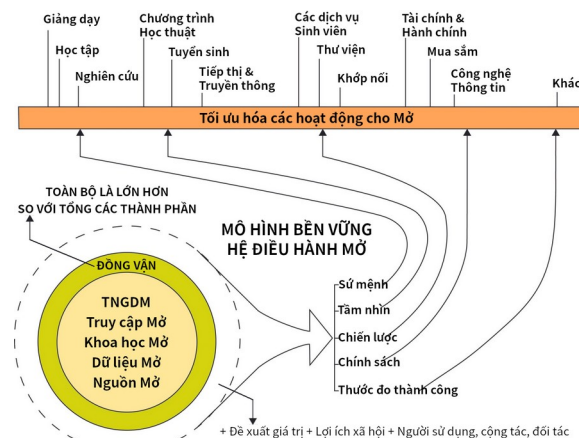 Giảng dạy
Học tập
Nghiên cứu
Chương trình
Học thuật
Tuyển sinh
Tiếp thị &
Truyền thông
Các dịch vụ
Sinh viên
Thư viện
Khớp nối
Tài chính &
Hành chính
Mua sắm
Công nghệ
Thông tin
Khác
Tối ưu hóa các hoạt động cho Mở
TOÀN BỘ LÀ LỚN HƠN
SO VỚI TỔNG CÁC THÀNH PHẦN
MÔ HÌNH BỀN VỮNG
HỆ ĐIỀU HÀNH MỞ
ĐỒNG VẬN
TNGDM
Truy cập Mở
Khoa học Mở
Dữ liệu Mở
Nguồn Mở
Sứ mệnh
Tầm nhìn
Chiến lược
Chính sách
Thước đo thành công
+ Đề xuất giá trị + Lợi ích xã hội + Người sử dụng, cộng tác, đối tác